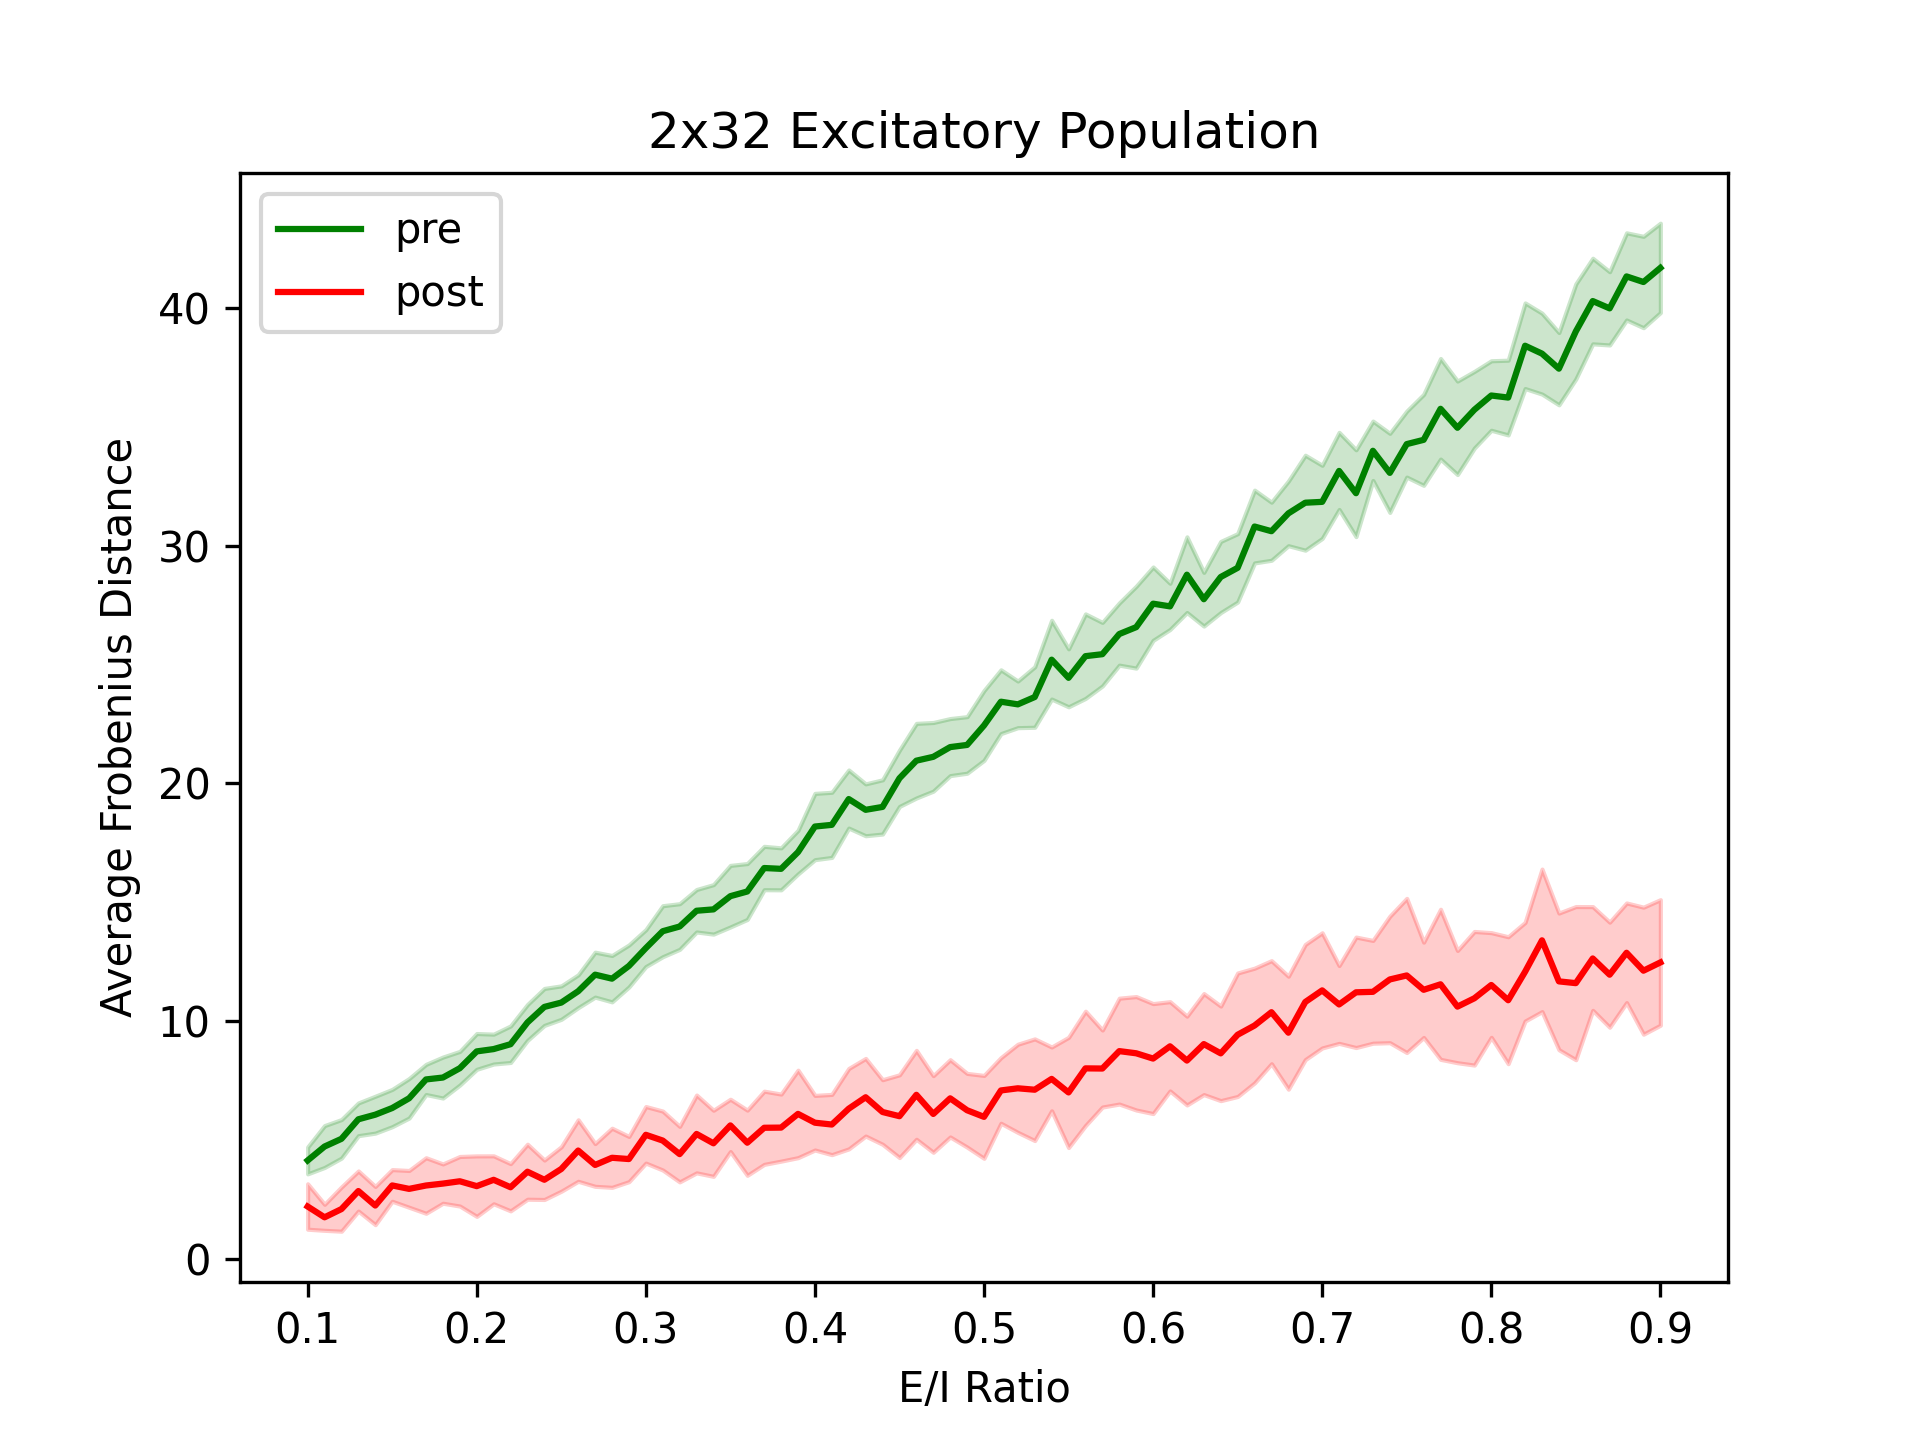 2x32 Excitatory Population
pre
post
Average Frobenius Distance
40
30
20
10
0
0.1 0.2 0.3 0.4 0.5 0.6 0.7 0.8 0.9
E/I Ratio